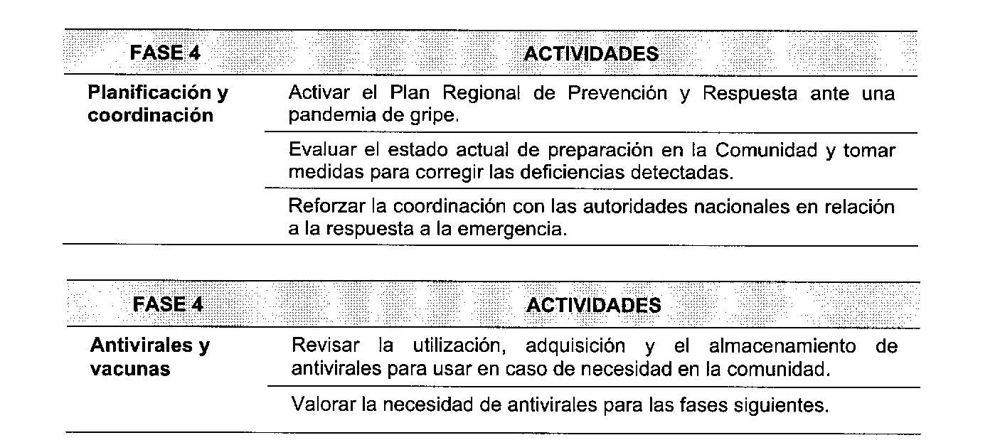 FASE 4 ACTIVIDADES
Planificación y Activar el Plan Regional de Prevención y Respuesta ante una
coordinación pandemia de gripe.
Evaluar el estado actual de preparación en la Comunidad y tomar
medidas para corregir las deficiencias detectadas.
Reforzar la coordinación con las autoridades nacionales en relación
a la respuesta a la emergencia.
FASE 4 ACTIVIDADES
Antivirales y Revisar la utilización, adquisición y el almacenamiento de
vacunas antivirales para usar en caso de necesidad en la comunidad.
Valorar la necesidad de antivirales para las fases siguientes.